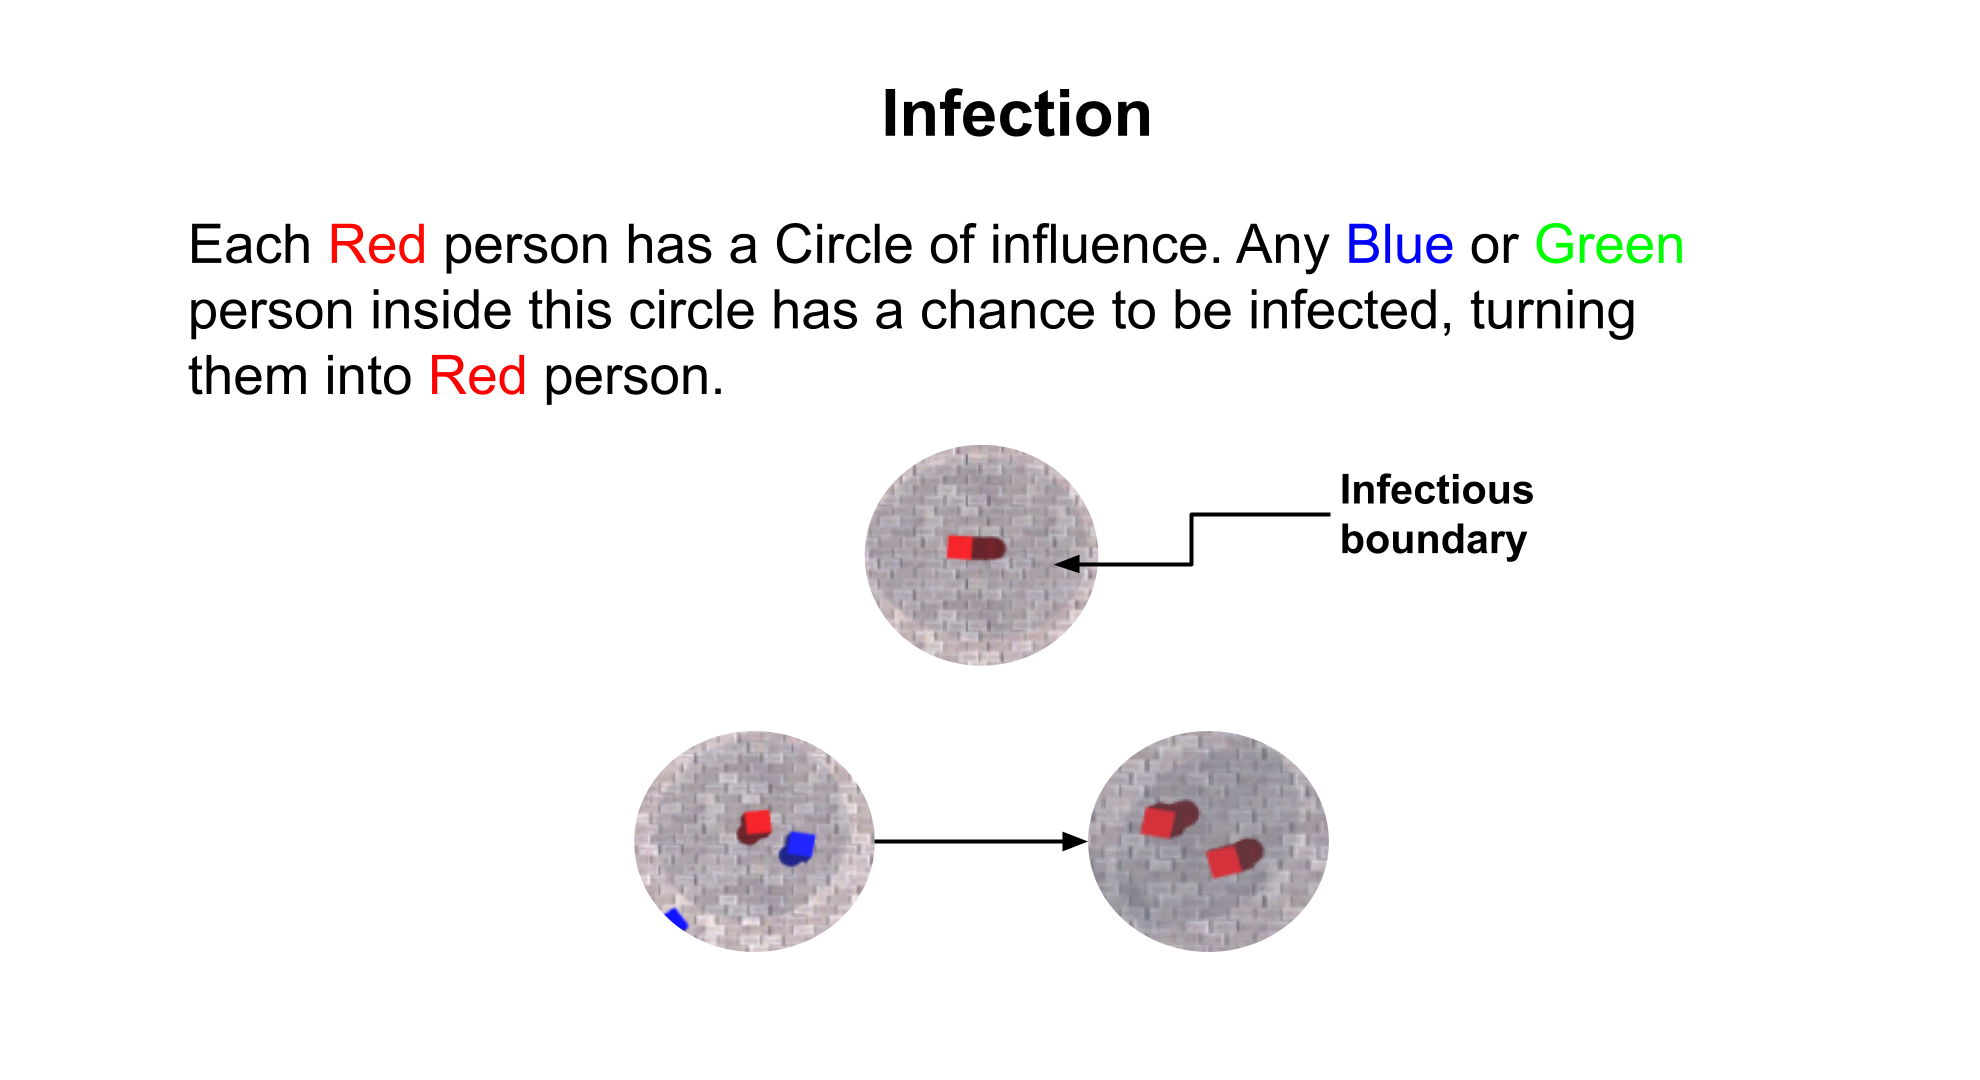 Infection
Each Red person has a Circle of influence. Any Blue or Green
person inside this circle has a chance to be infected, turning
them into Red person.
Infectious
boundary